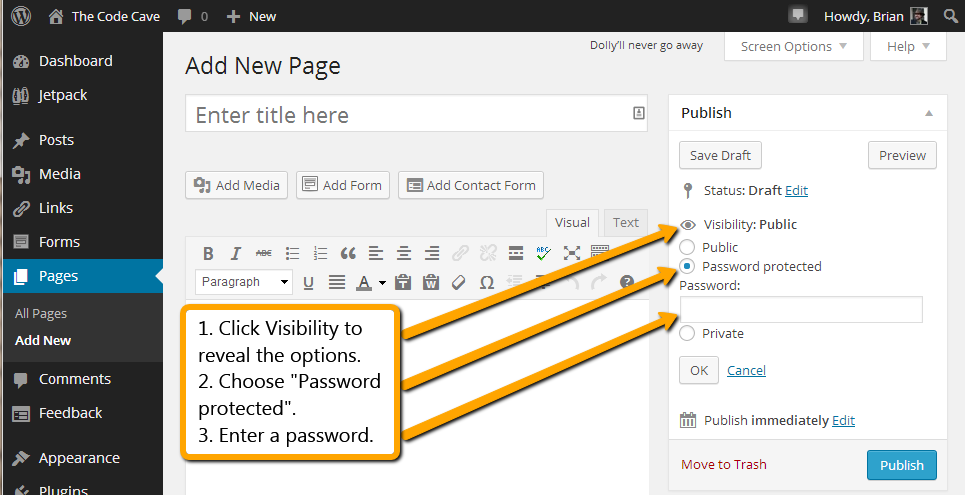 The Code Cave 0 New Howdy, Brian
Dashboard
Jetpack
Posts
Media
Links
Forms
Pages
All Pages
Add New
Comments
Feedback
Appearance
Plugins
Dolly'll never go away
Screen Options
Help
Add New Page
Enter title here
Add Media
Add Form
Add Contact Form
Visual
Text
B I ABC ABC
Paragraph U A T W Ω ?
1. Click Visibility to
reveal the options.
2. Choose "Password
protected".
3. Enter a password.
Publish
Save Draft
Preview
Status: Draft Edit
Visibility: Public
Public
Password protected
Password:
Private
OK
Cancel
Publish immediately Edit
Move to Trash
Publish